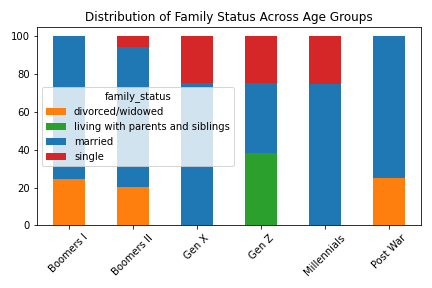 Distribution of Family Status Across Age Groups
100
80
60
40
20
0
family_status
divorced/widowed
living with parents and siblings
married
single
Boomers I
Boomers II
Gen X
Gen Z
Millennials
Post War